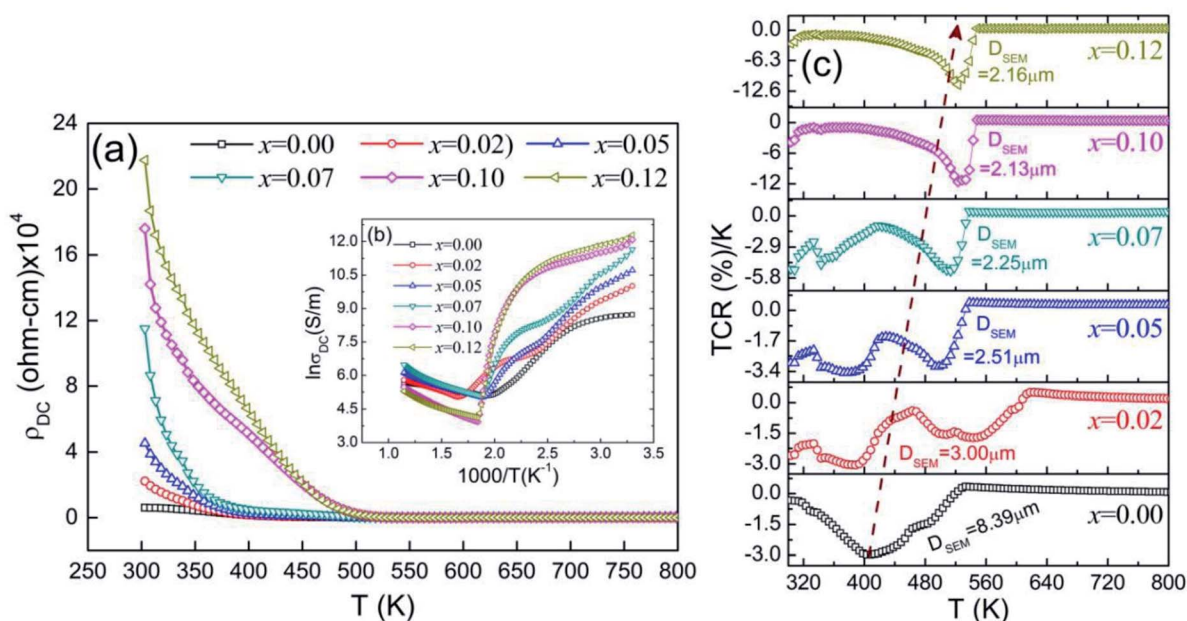 (a)
x=0.00 x=0.02) x=0.05
x=0.07 x=0.10 x=0.12
24
20
16
12
8
4
0
ρDC (ohm-cm)x10⁴
250 300 350 400 450 500 550 600 650 700 750 800
T (K)
(b)
x=0.00
x=0.02
x=0.05
x=0.07
x=0.10
x=0.12
12.0
10.5
9.0
7.5
6.0
4.5
3.0
lnσDC(S/m)
1.0 1.5 2.0 2.5 3.0 3.5
1000/T(K⁻¹)
(c)
TCR (%)/K
0.0
-6.3
-12.6
DSEM
=2.16μm
x=0.12
0
-6
-12
DSEM
=2.13μm
x=0.10
0.0
-2.9
-5.8
DSEM
=2.25μm
x=0.07
0.0
-1.7
-3.4
DSEM
=2.51μm
x=0.05
0.0
-1.5
-3.0
DSEM=3.00μm
x=0.02
0.0
-1.5
-3.0
DSEM=8.39μm
x=0.00
300 400 480 560 640 720 800
T (K)